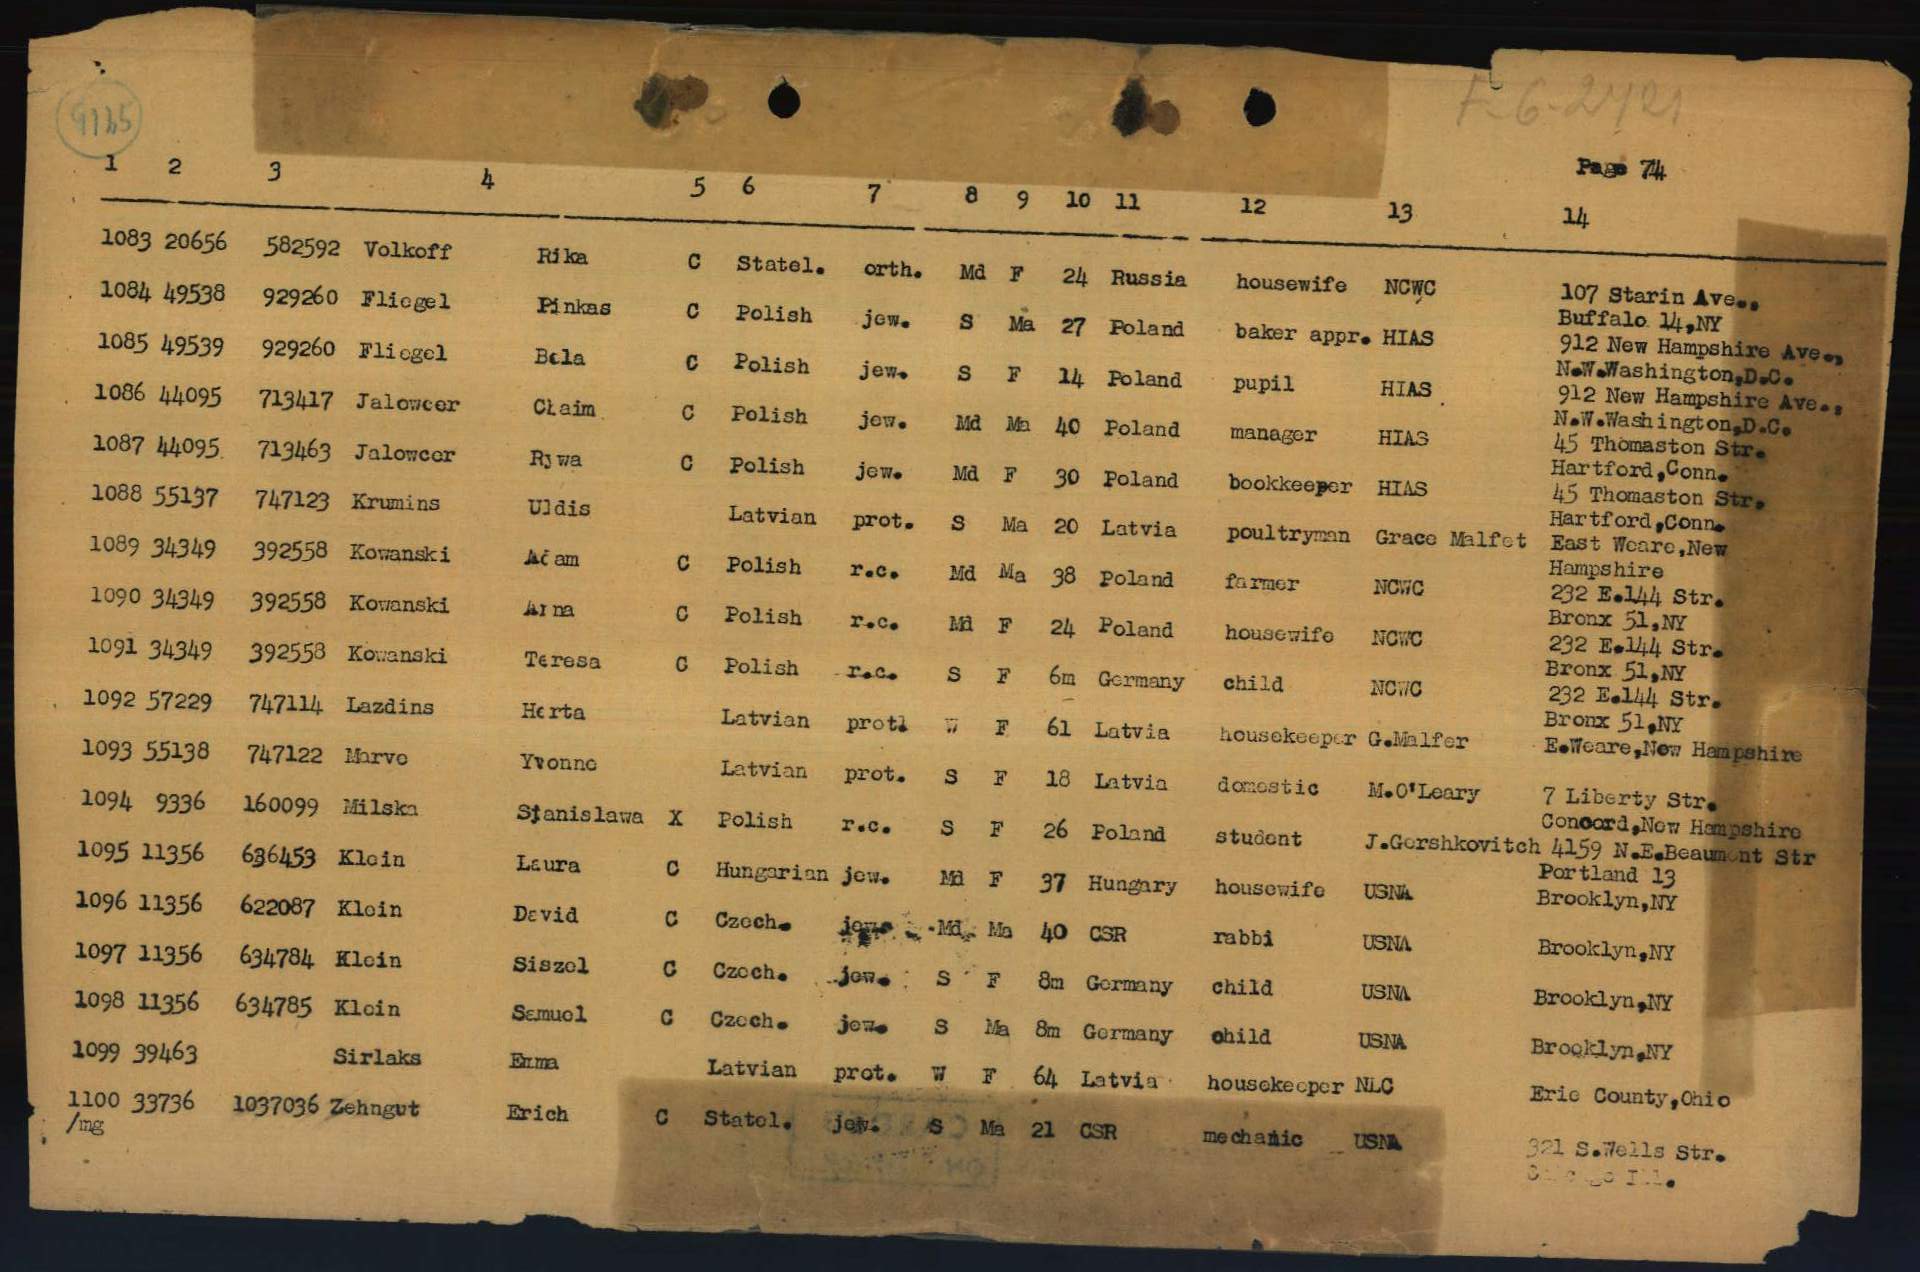 9135
F-6-2421
Page 74
1 2 3 4 5 6 7 8 9 10 11 12 13 14
1083 20656 582592 Volkoff Rika C Statel. orth. Md F 24 Russia housewife NCWC 107 Starin Ave.,
Buffalo 14,NY
1084 49538 929260 Fliegel Pinkas C Polish jew. S Ma 27 Poland baker appr. HIAS 912 New Hampshire Ave.,
N.W.Washington,D.C.
1085 49539 929260 Fliegel Bela C Polish jew. S F 14 Poland pupil HIAS 912 New Hampshire Ave.,
N.W.Washington,D.C.
1086 44095 713417 Jalowcer Chaim C Polish jew. Md Ma 40 Poland manager HIAS 45 Thomaston Str.
Hartford,Conn.
1087 44095 713463 Jalowcer Rywa C Polish jew. Md F 30 Poland bookkeeper HIAS 45 Thomaston Str.
Hartford,Conn.
1088 55137 747123 Krumins Uldis Latvian prot. S Ma 20 Latvia poultryman Grace Malfet East Weare,New
Hampshire
1089 34349 392558 Kowanski Adam C Polish r.c. Md Ma 38 Poland farmer NCWC 232 E.144 Str.
Bronx 51,NY
1090 34349 392558 Kowanski Anna C Polish r.c. Md F 24 Poland housewife NCWC 232 E.144 Str.
Bronx 51,NY
1091 34349 392558 Kowanski Teresa C Polish r.c. S F 6m Germany child NCWC 232 E.144 Str.
Bronx 51,NY
1092 57229 747114 Lazdins Herta Latvian protl W F 61 Latvia housekeeper G.Malfer E.Weare,New Hampshire
1093 55138 747122 Marve Yvonne Latvian prot. S F 18 Latvia domestic M.O'Leary 7 Liberty Str.
Concord,New Hampshire
1094 9336 160099 Milska Stanislawa X Polish r.c. S F 26 Poland student J.Gershkovitch 4159 N.E.Beaumont Str
Portland 13
1095 11356 636453 Klein Laura C Hungarian jew. Md F 37 Hungary housewife USNA Brooklyn,NY
1096 11356 622087 Klein David C Czech. jew. Md Ma 40 CSR rabbi USNA Brooklyn,NY
1097 11356 634784 Klein Siszel C Czech. jew. S F 8m Germany child USNA Brooklyn,NY
1098 11356 634785 Klein Samuel C Czech. jew. S Ma 8m Germany child USNA Brooklyn,NY
1099 39463 Sirlaks Emma Latvian prot. W F 64 Latvia housekeeper NLC Erie County,Ohio
1100 33736 1037036 Zehngut Erich C Statel. jew. S Ma 21 CSR mechanic USNA 321 S.Wells Str.
/mg Chicago Ill.